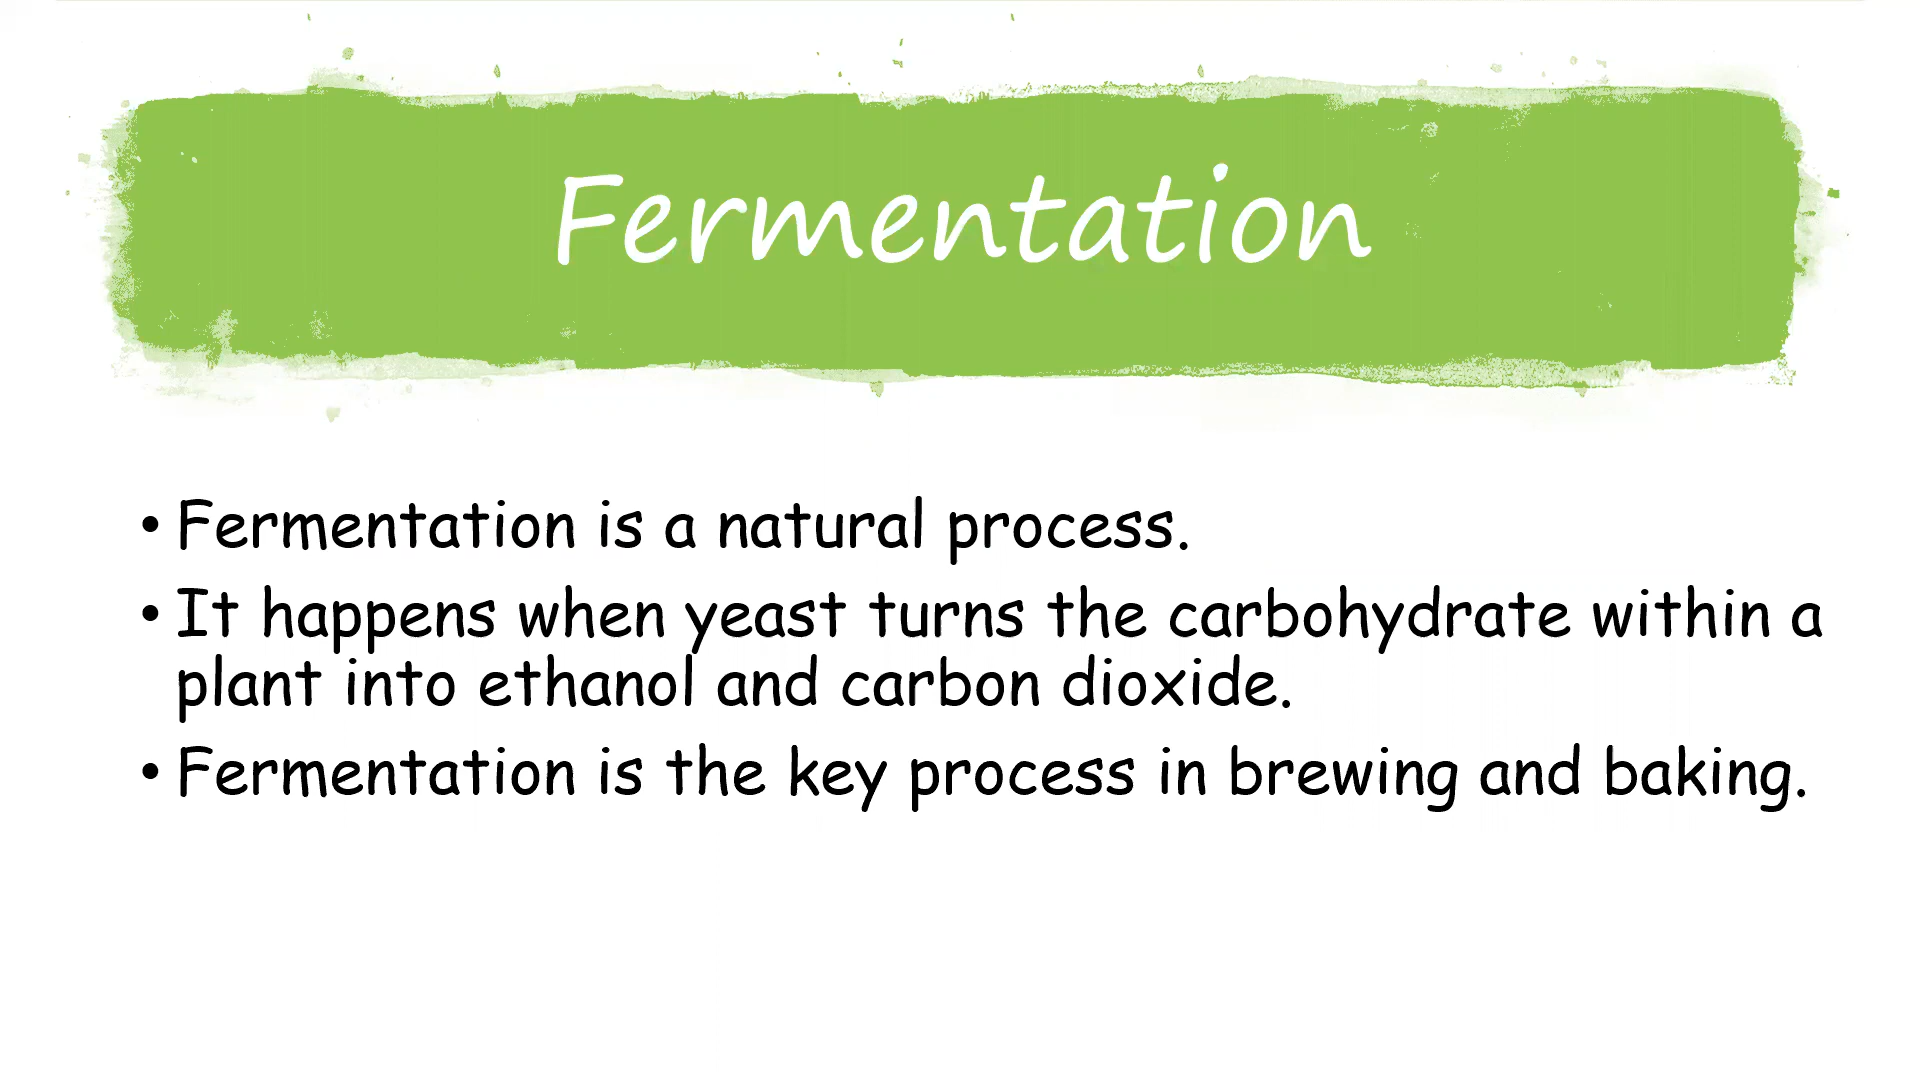 Fermentation
• Fermentation is a natural process.
• It happens when yeast turns the carbohydrate within a
plant into ethanol and carbon dioxide.
• Fermentation is the key process in brewing and baking.